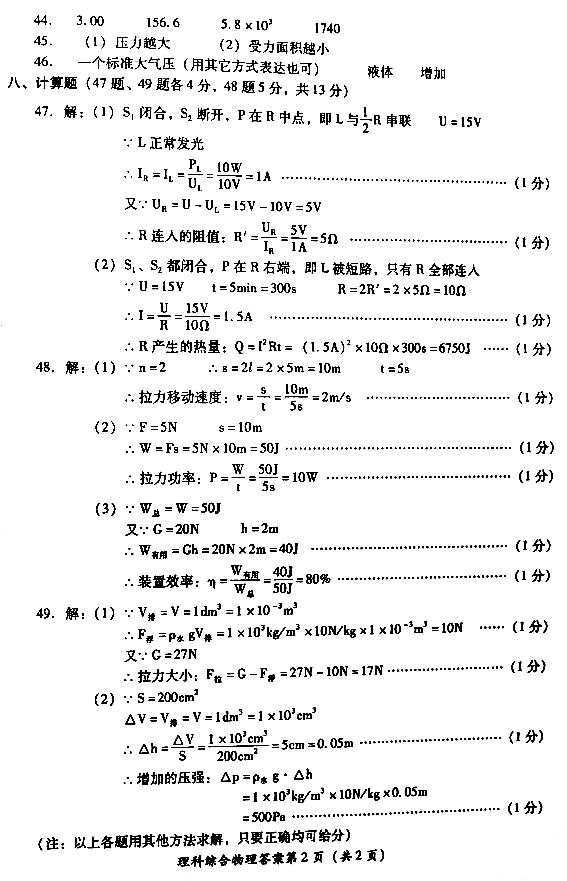 44. 3.00 156.6 5.8×10³ 1740
45. (1) 压力越大 (2) 受力面积越小
46. 一个标准大气压(用其它方式表达也可) 液体 增加
八、计算题(47题、49题各4分,48题5分,共13分)
47. 解:(1) S₁闭合,S₂断开,P在R中点,即L与1/2R串联 U=15V
∵L正常发光
∴I_R=I_L=P_L/U_L=10W/10V=1A ……(1分)
又∵U_R=U-U_L=15V-10V=5V
∴R连入的阻值:R'=U_R/I_R=5V/1A=5Ω ……(1分)
(2) S₁、S₂都闭合,P在R右端,即L被短路,只有R全部连入
∵U=15V t=5min=300s R=2R'=2×5Ω=10Ω
∴I=U/R=15V/10Ω=1.5A ……(1分)
∴R产生的热量:Q=I²Rt=(1.5A)²×10Ω×300s=6750J ……(1分)
48. 解:(1) ∵n=2 ∴s=2l=2×5m=10m t=5s
∴拉力移动速度:v=s/t=10m/5s=2m/s ……(1分)
(2) ∵F=5N s=10m
∴W=Fs=5N×10m=50J ……(1分)
∴拉力功率:P=W/t=50J/5s=10W ……(1分)
(3) ∵W总=W=50J
又∵G=20N h=2m
∴W有用=Gh=20N×2m=40J ……(1分)
∴装置效率:η=W有用/W总=40J/50J=80% ……(1分)
49. 解:(1) ∵V排=V=1dm³=1×10⁻³m³
∴F浮=ρ水gV排=1×10³kg/m³×10N/kg×1×10⁻³m³=10N ……(1分)
又∵G=27N
∴拉力大小:F拉=G-F浮=27N-10N=17N ……(1分)
(2) ∵S=200cm²
△V=V排=V=1dm³=1×10³cm³
∴△h=△V/S=1×10³cm³/200cm²=5cm=0.05m ……(1分)
∴增加的压强:△p=ρ水g·△h
=1×10³kg/m³×10N/kg×0.05m
=500Pa ……(1分)
(注:以上各题用其他方法求解,只要正确均可给分)
理科综合物理答案第2页(共2页)